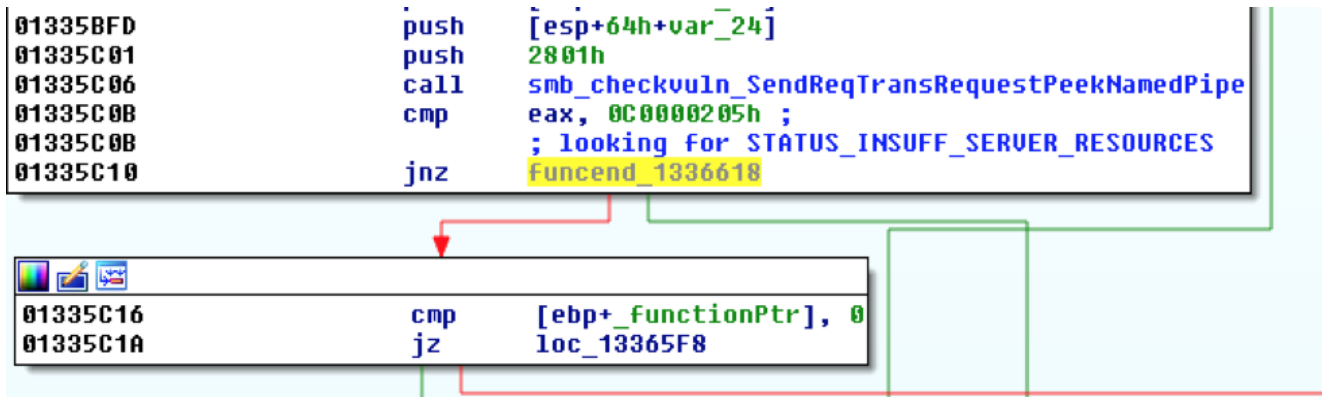 01335BFD push [esp+64h+var_24]
01335C01 push 2801h
01335C06 call smb_checkvuln_SendReqTransRequestPeekNamedPipe
01335C0B cmp eax, 0C0000205h ;
01335C0B ; looking for STATUS_INSUFF_SERVER_RESOURCES
01335C10 jnz funcend_1336618
01335C16 cmp [ebp+_functionPtr], 0
01335C1A jz loc_13365F8